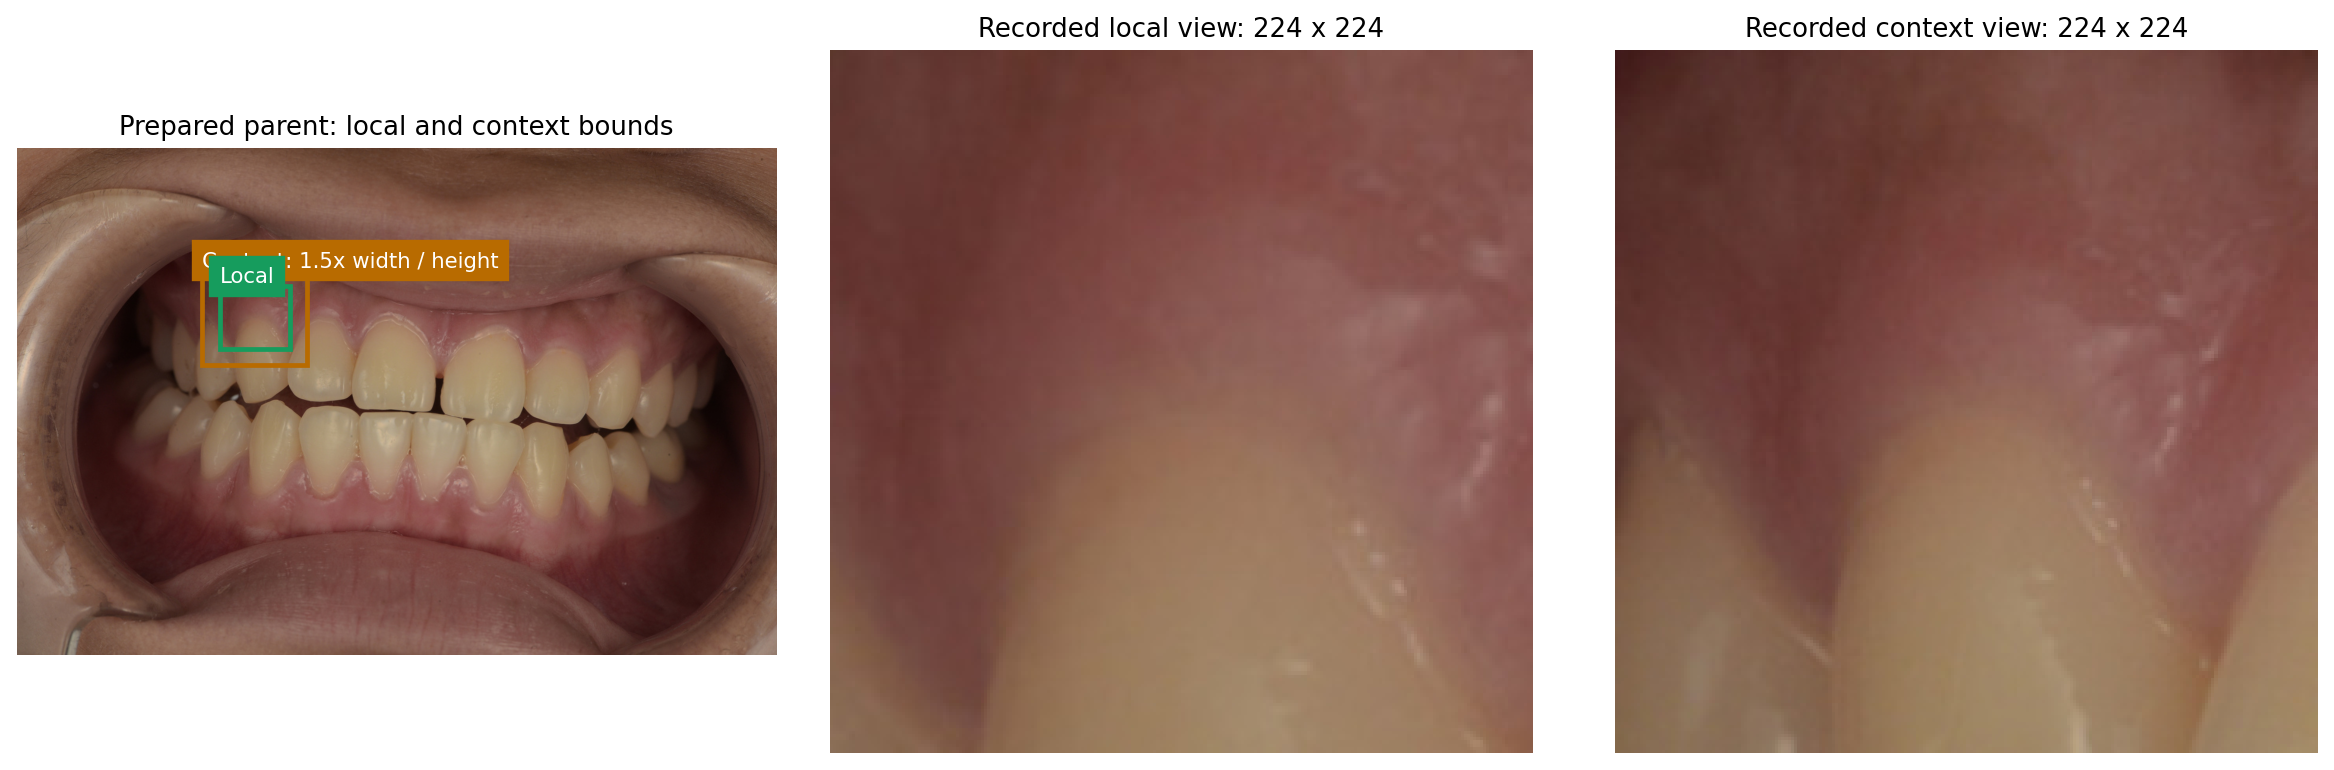 Prepared parent: local and context bounds
1.5x width / height
Local
Recorded local view: 224 x 224
Recorded context view: 224 x 224